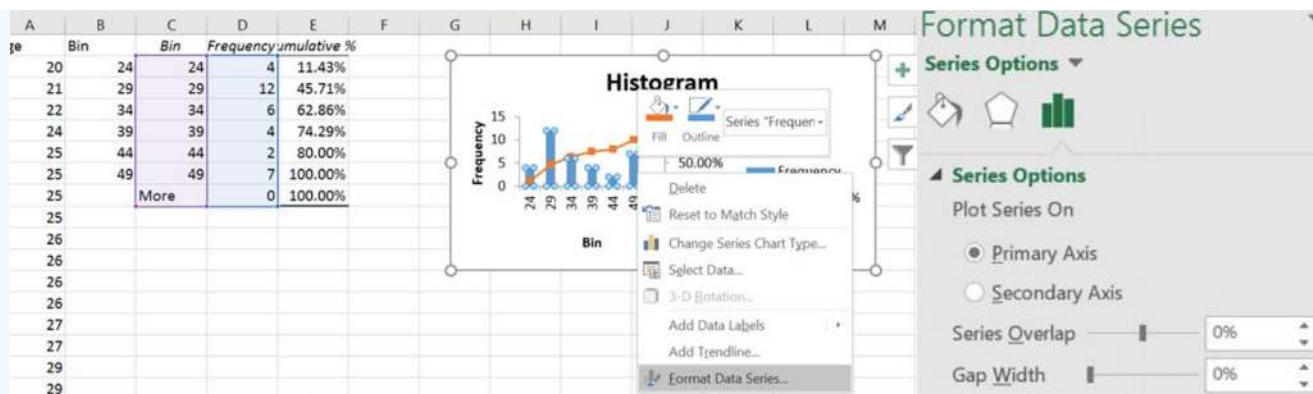 A B C D E F G H I J K L M
ge Bin Bin Frequency umulative %
20 24 24 4 11.43%
21 29 29 12 45.71%
22 34 34 6 62.86%
24 39 39 4 74.29%
25 44 44 2 80.00%
25 49 49 7 100.00%
25 More 0 100.00%
25
26
26
26
27
27
29
29
Histogram
Fill Outline Series "Frequen
Frequency
15
10
5
0
50.00%
Frequency
%
24 29 34 39 44 49
Bin
Delete
Reset to Match Style
Change Series Chart Type...
Select Data...
3-D Rotation...
Add Data Labels
Add Trendline...
Format Data Series...
Format Data Series
Series Options
Series Options
Plot Series On
Primary Axis
Secondary Axis
Series Overlap 0%
Gap Width 0%